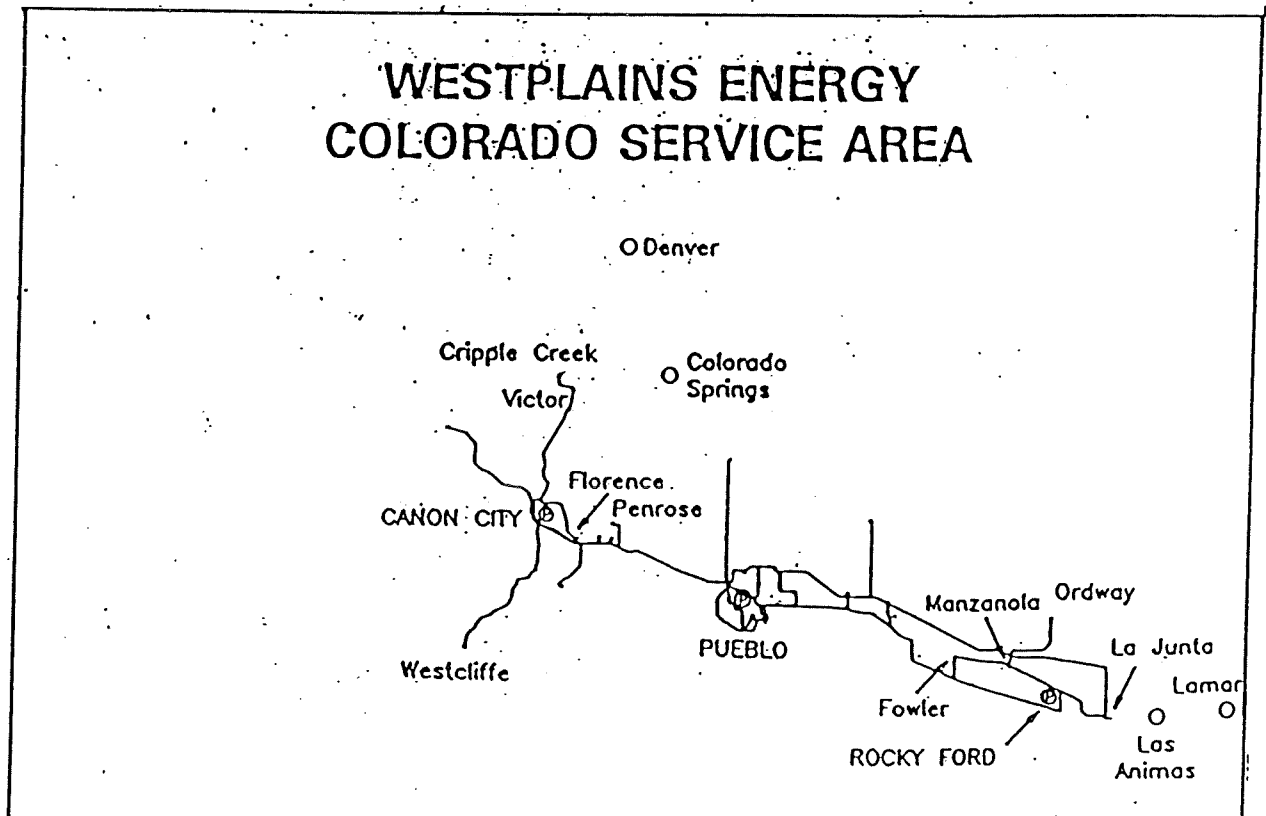 WESTPLAINS ENERGY
COLORADO SERVICE AREA
Denver
Cripple Creek
Colorado
Springs
Victor
Florence
Penrose
CAÑON CITY
Manzanola
Ordway
PUEBLO
La Junta
Westcliffe
Lamar
Fowler
Las
Animas
ROCKY FORD